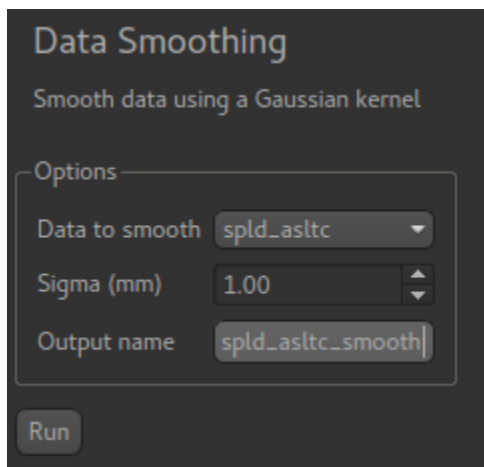 Data Smoothing
Smooth data using a Gaussian kernel
Options
Data to smooth spld_asltc
Sigma (mm) 1.00
Output name spld_asltc_smooth
Run